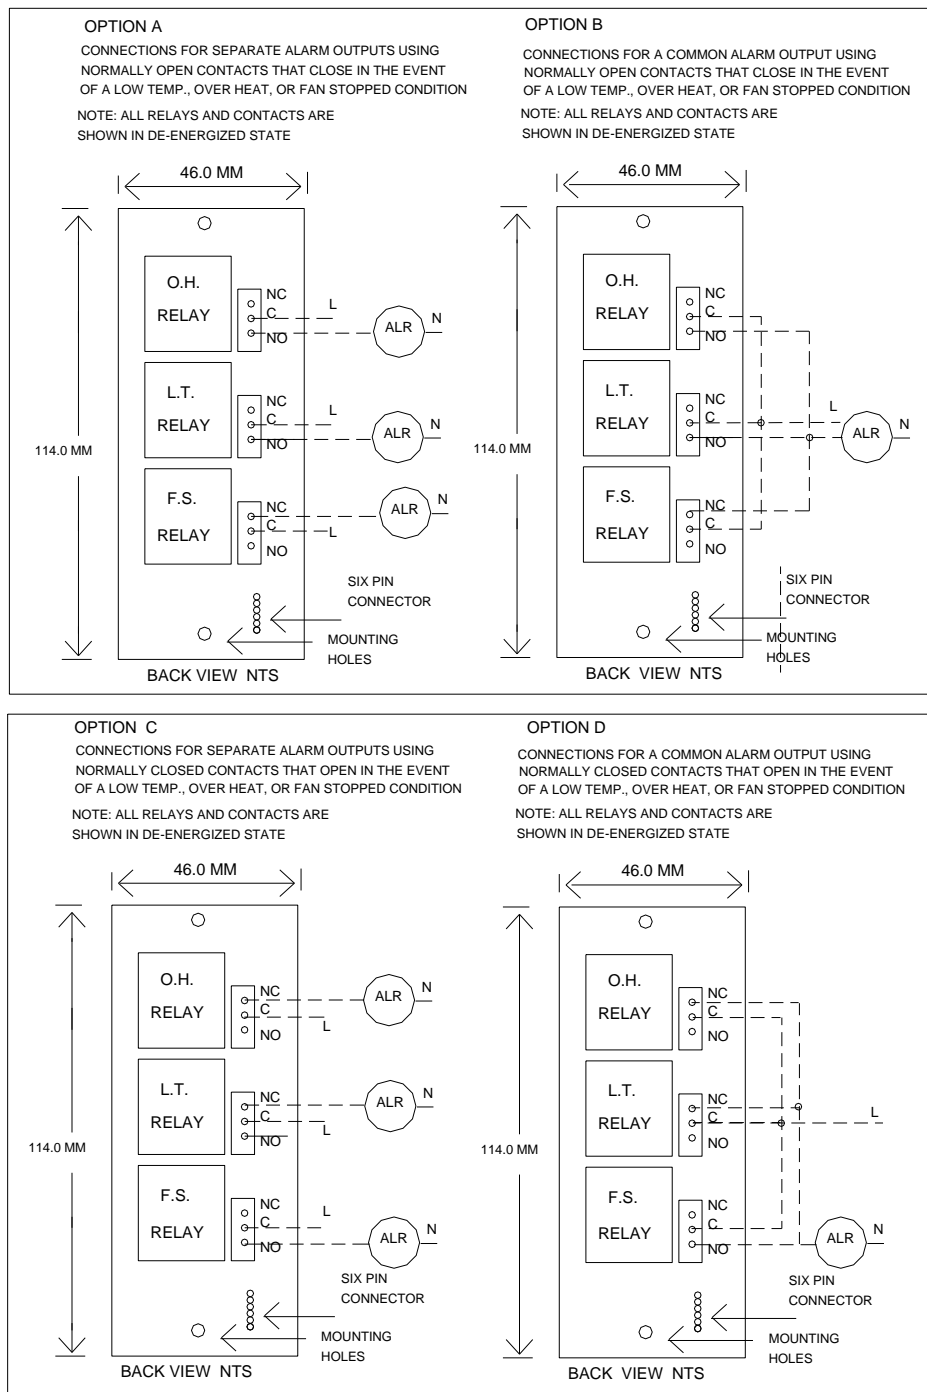 OPTION A
CONNECTIONS FOR SEPARATE ALARM OUTPUTS USING
NORMALLY OPEN CONTACTS THAT CLOSE IN THE EVENT
OF A LOW TEMP., OVER HEAT, OR FAN STOPPED CONDITION
NOTE: ALL RELAYS AND CONTACTS ARE
SHOWN IN DE-ENERGIZED STATE
46.0 MM
114.0 MM
O.H.
RELAY
NC
C
NO
L
ALR
N
L.T.
RELAY
NC
C
NO
L
ALR
N
F.S.
RELAY
NC
C
NO
L
ALR
N
SIX PIN
CONNECTOR
MOUNTING
HOLES
BACK VIEW NTS
OPTION B
CONNECTIONS FOR A COMMON ALARM OUTPUT USING
NORMALLY OPEN CONTACTS THAT CLOSE IN THE EVENT
OF A LOW TEMP., OVER HEAT, OR FAN STOPPED CONDITION
NOTE: ALL RELAYS AND CONTACTS ARE
SHOWN IN DE-ENERGIZED STATE
46.0 MM
114.0 MM
O.H.
RELAY
NC
C
NO
L.T.
RELAY
NC
C
NO
L
ALR
N
F.S.
RELAY
NC
C
NO
SIX PIN
CONNECTOR
MOUNTING
HOLES
BACK VIEW NTS
OPTION C
CONNECTIONS FOR SEPARATE ALARM OUTPUTS USING
NORMALLY CLOSED CONTACTS THAT OPEN IN THE EVENT
OF A LOW TEMP., OVER HEAT, OR FAN STOPPED CONDITION
NOTE: ALL RELAYS AND CONTACTS ARE
SHOWN IN DE-ENERGIZED STATE
46.0 MM
114.0 MM
O.H.
RELAY
NC
C
NO
L
ALR
N
L.T.
RELAY
NC
C
NO
L
ALR
N
F.S.
RELAY
NC
C
NO
L
ALR
N
SIX PIN
CONNECTOR
MOUNTING
HOLES
BACK VIEW NTS
OPTION D
CONNECTIONS FOR A COMMON ALARM OUTPUT USING
NORMALLY CLOSED CONTACTS THAT OPEN IN THE EVENT
OF A LOW TEMP., OVER HEAT, OR FAN STOPPED CONDITION
NOTE: ALL RELAYS AND CONTACTS ARE
SHOWN IN DE-ENERGIZED STATE
46.0 MM
114.0 MM
O.H.
RELAY
NC
C
NO
L.T.
RELAY
NC
C
NO
L
F.S.
RELAY
NC
C
NO
ALR
N
SIX PIN
CONNECTOR
MOUNTING
HOLES
BACK VIEW NTS